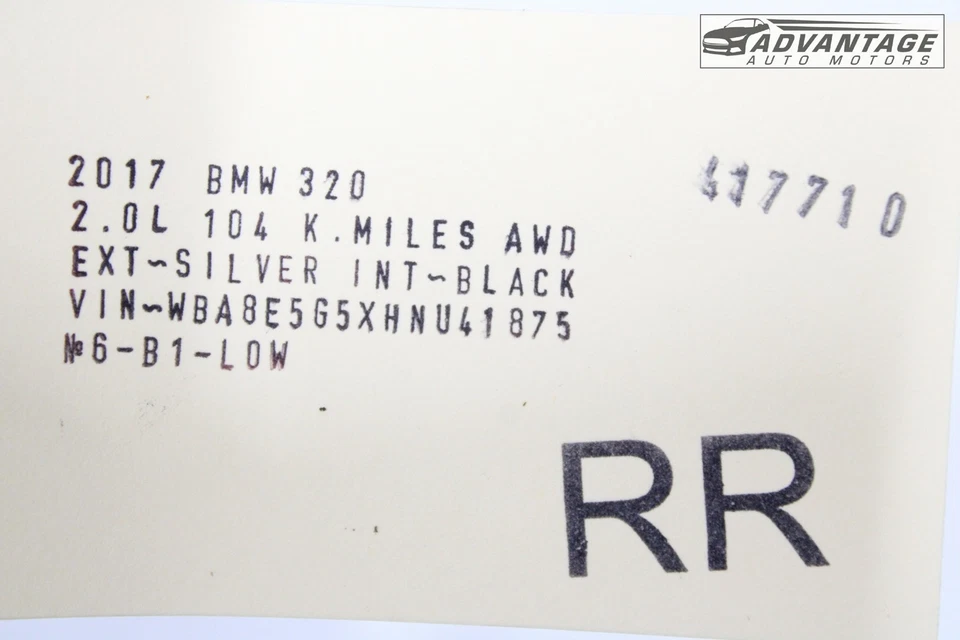 ADVANTAGE
AUTO MOTORS
2017 BMW 320
2.0L 104 K.MILES AWD
EXT~SILVER INT~BLACK
VIN~WBA8E5G5XHNU41875
№6-B1-LOW
417710
RR